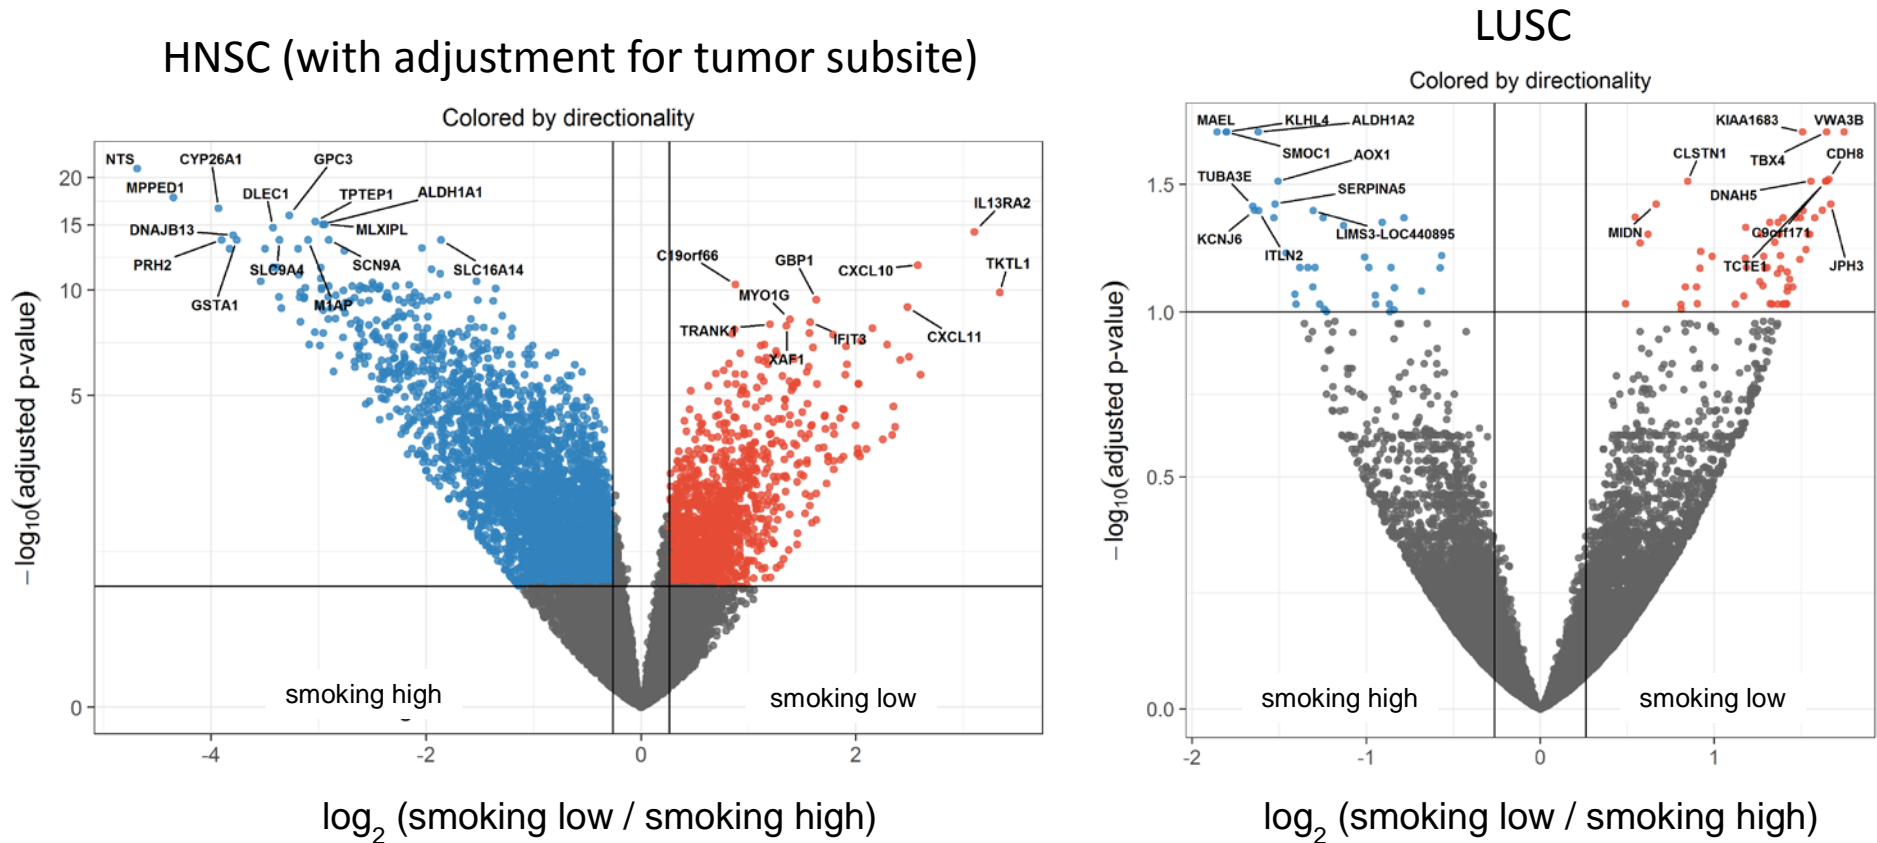 HNSC (with adjustment for tumor subsite)
Colored by directionality
NTS
CYP26A1
GPC3
MPPED1
DLEC1
TPTEP1
ALDH1A1
DNAJB13
MLXIPL
PRH2
SLC9A4
SCN9A
SLC16A14
GSTA1
M1AP
IL13RA2
C19orf66
GBP1
CXCL10
TKTL1
MYO1G
TRANK1
IFIT3
CXCL11
XAF1
20
15
10
5
0
−log10(adjusted p-value)
smoking high
smoking low
-4
-2
0
2
log2 (smoking low / smoking high)
LUSC
Colored by directionality
MAEL
KLHL4
ALDH1A2
SMOC1
AOX1
TUBA3E
SERPINA5
KCNJ6
ITLN2
LIMS3-LOC440895
KIAA1683
VWA3B
CLSTN1
TBX4
CDH8
DNAH5
MIDN
C9orf171
TCTE1
JPH3
1.5
1.0
0.5
0.0
−log10(adjusted p-value)
smoking high
smoking low
-2
-1
0
1
log2 (smoking low / smoking high)